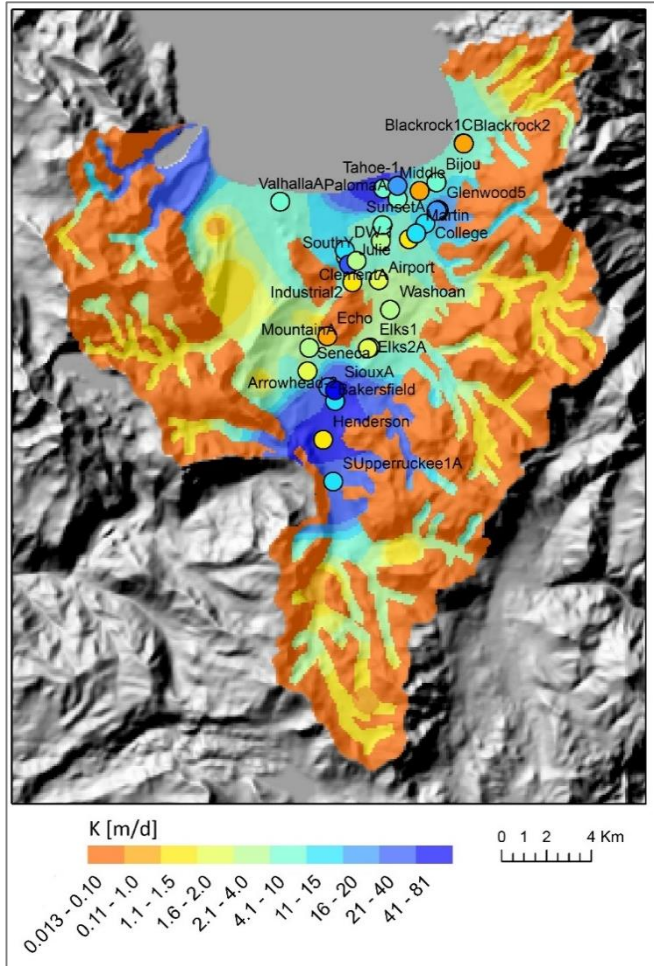 Blackrock1CBlackrock2
Bijou
Tahoe-1 Middle
ValhallaA PalomaA Glenwood5
SunsetA Martin
DW-2 College
SouthY Julie
ClementA Airport
Industrial2 Washoan
Echo
MountainA Elks1
Seneca Elks2A
SiouxA
Arrowhead
Bakersfield
Henderson
SUpperruckee1A
K [m/d]
0 1 2 4 Km
0.013 - 0.10
0.11 - 1.0
1.1 - 1.5
1.6 - 2.0
2.1 - 4.0
4.1 - 10
11 - 15
16 - 20
21 - 40
41 - 81